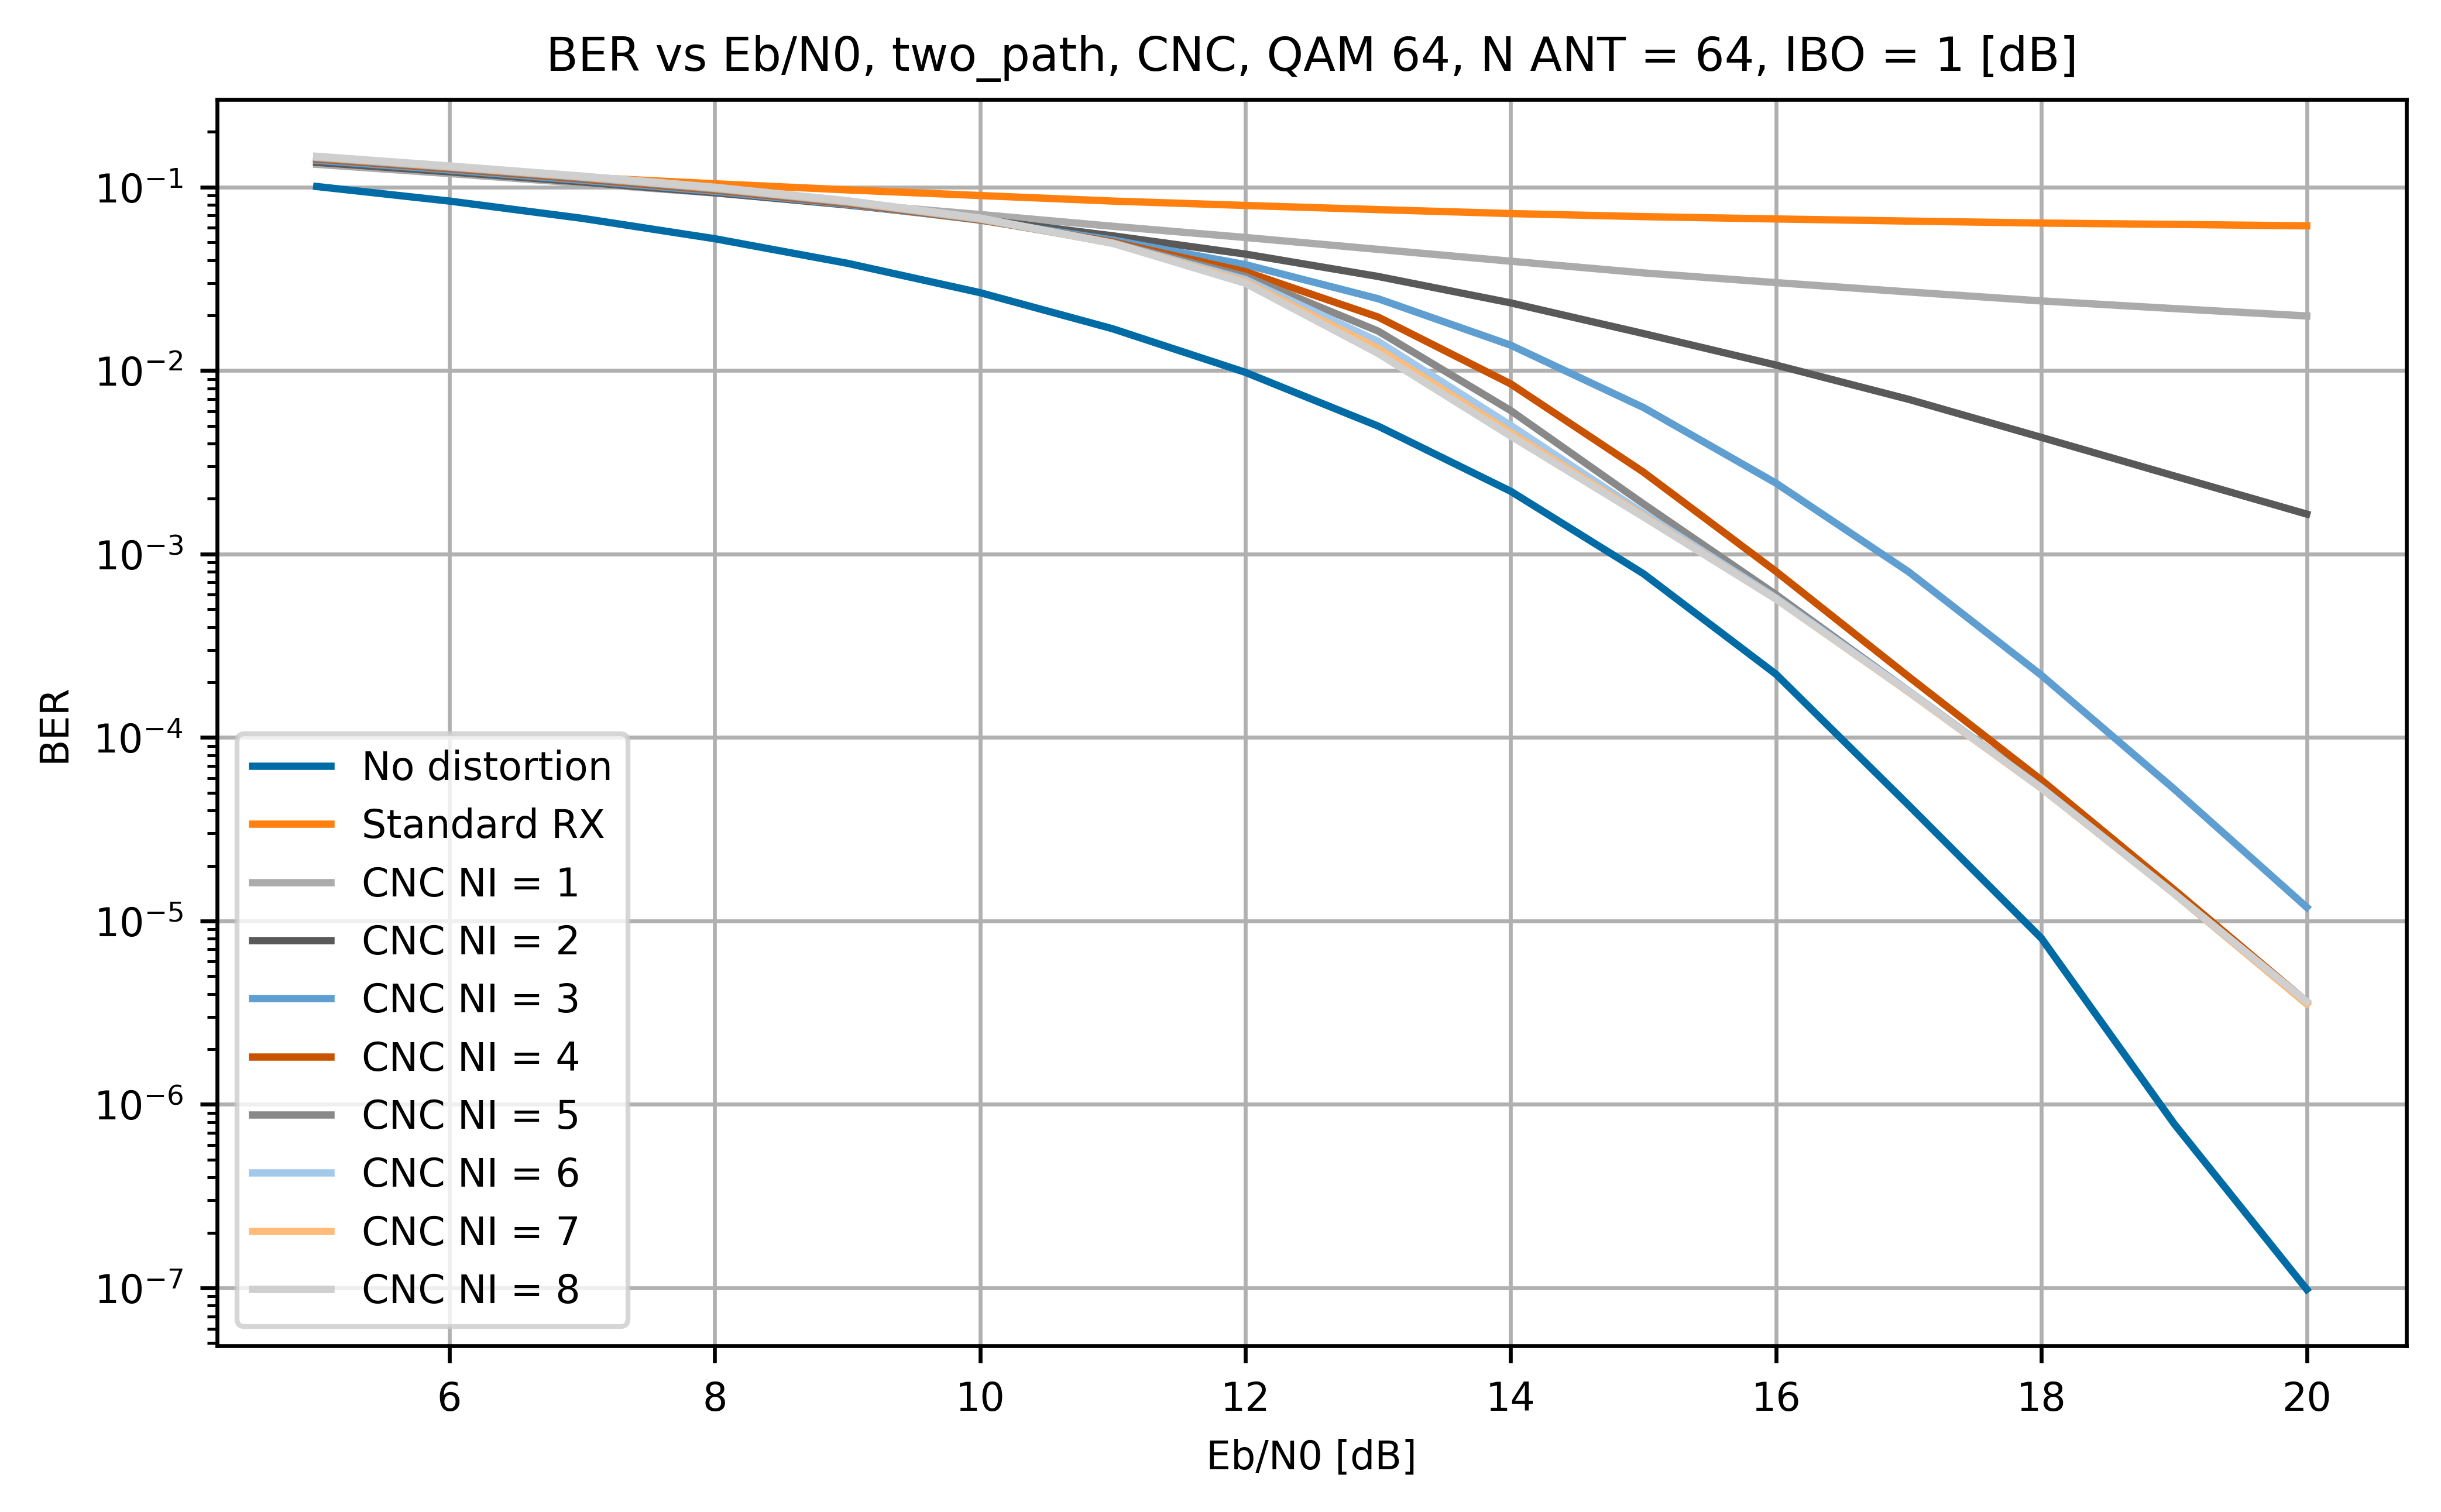 BER vs Eb/N0, two_path, CNC, QAM 64, N ANT = 64, IBO = 1 [dB]
BER
10⁻¹
10⁻²
10⁻³
10⁻⁴
10⁻⁵
10⁻⁶
10⁻⁷
No distortion
Standard RX
CNC NI = 1
CNC NI = 2
CNC NI = 3
CNC NI = 4
CNC NI = 5
CNC NI = 6
CNC NI = 7
CNC NI = 8
6 8 10 12 14 16 18 20
Eb/N0 [dB]